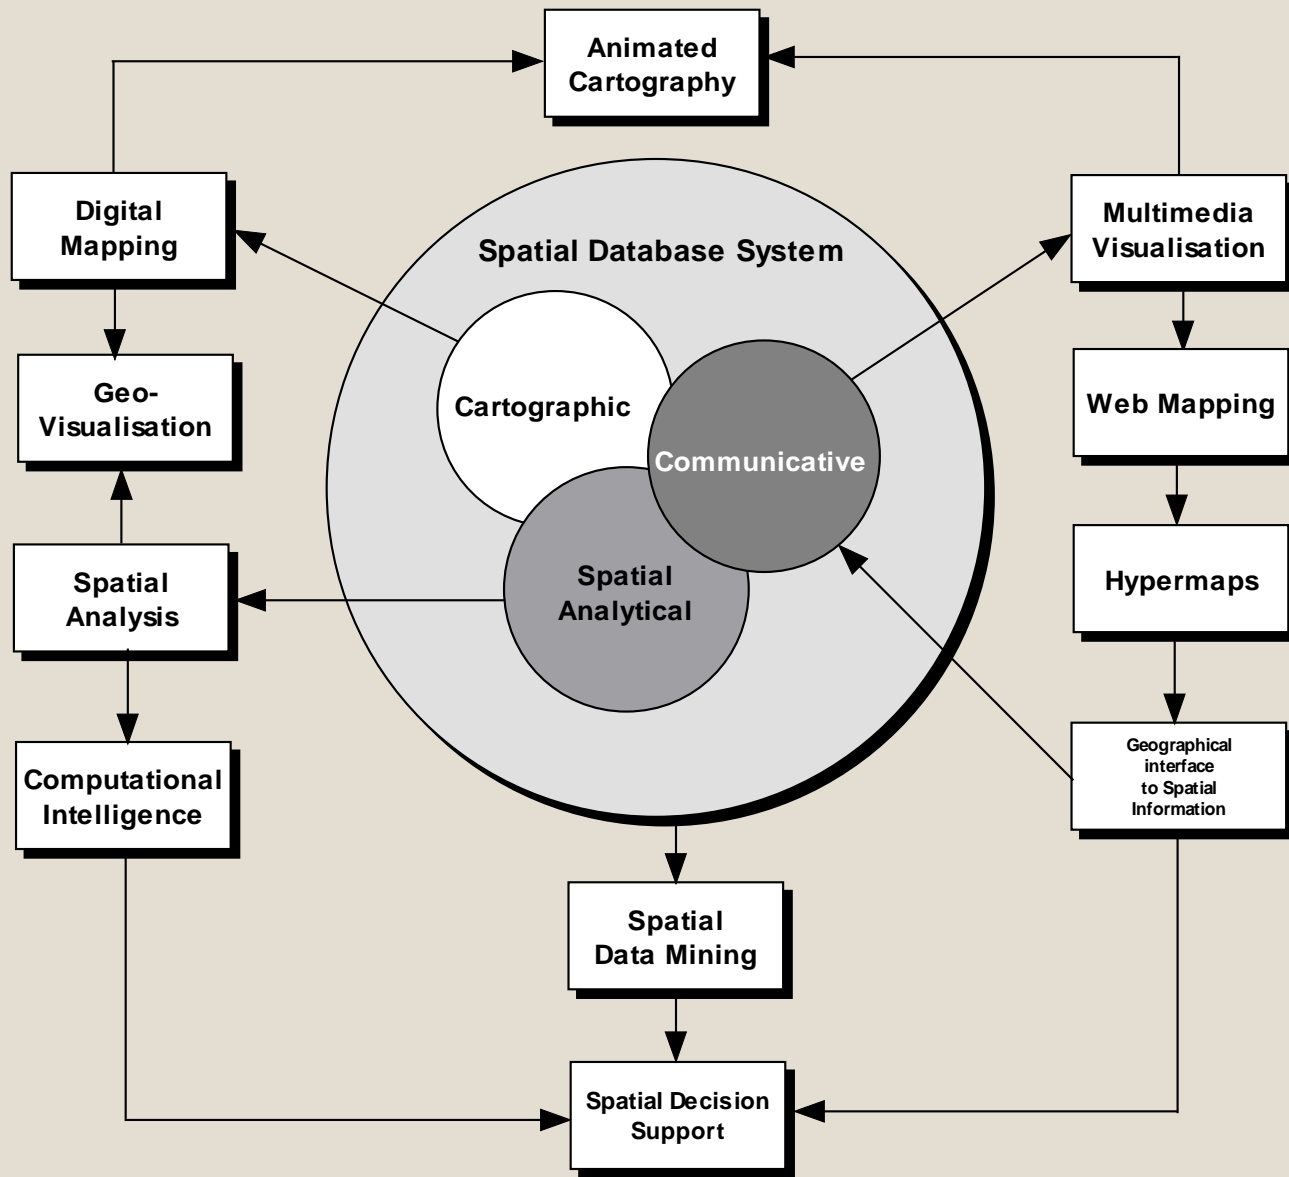 Animated
Cartography
Digital
Mapping
Multimedia
Visualisation
Spatial Database System
Geo-
Visualisation
Cartographic
Communicative
Web Mapping
Spatial
Analysis
Spatial
Analytical
Hypermaps
Computational
Intelligence
Geographical
interface
to Spatial
Information
Spatial
Data Mining
Spatial Decision
Support